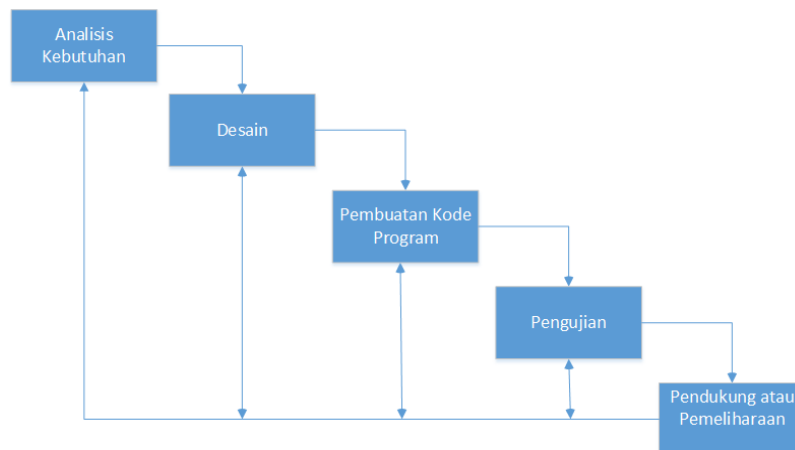 Analisis
Kebutuhan
Desain
Pembuatan Kode
Program
Pengujian
Pendukung atau
Pemeliharaan